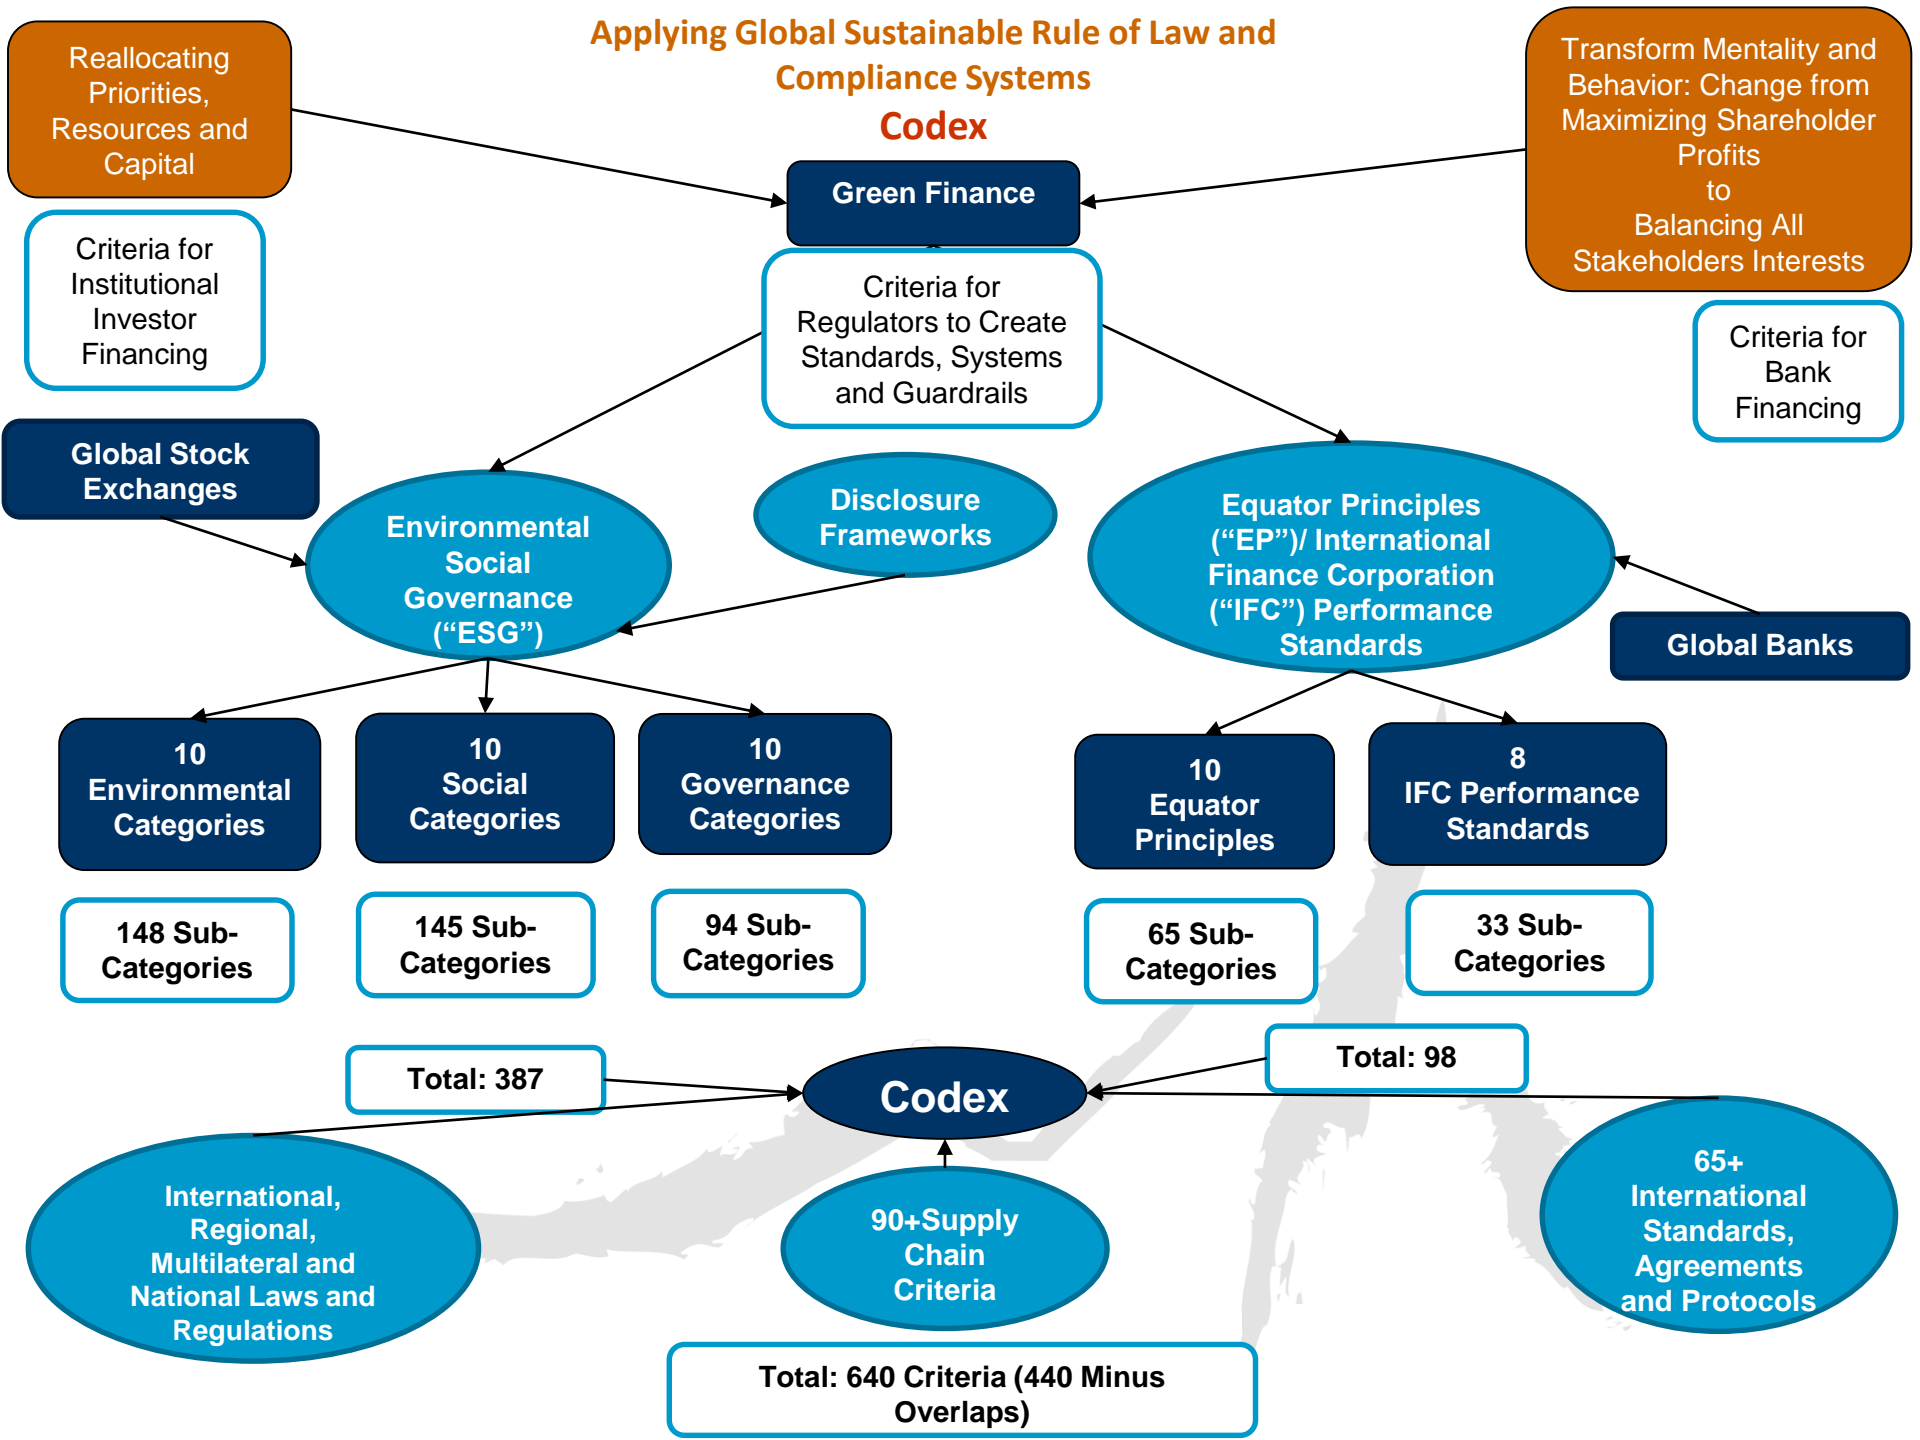 Applying Global Sustainable Rule of Law and
Compliance Systems
Codex
Reallocating
Priorities,
Resources and
Capital
Transform Mentality and
Behavior: Change from
Maximizing Shareholder
Profits
to
Balancing All
Stakeholders Interests
Green Finance
Criteria for
Institutional
Investor
Financing
Criteria for
Regulators to Create
Standards, Systems
and Guardrails
Criteria for
Bank
Financing
Global Stock
Exchanges
Environmental
Social
Governance
(“ESG”)
Disclosure
Frameworks
Equator Principles
(“EP”)/ International
Finance Corporation
(“IFC”) Performance
Standards
Global Banks
10
Environmental
Categories
10
Social
Categories
10
Governance
Categories
10
Equator
Principles
8
IFC Performance
Standards
148 Sub-
Categories
145 Sub-
Categories
94 Sub-
Categories
65 Sub-
Categories
33 Sub-
Categories
Total: 387
Codex
Total: 98
International,
Regional,
Multilateral and
National Laws and
Regulations
90+Supply
Chain
Criteria
65+
International
Standards,
Agreements
and Protocols
Total: 640 Criteria (440 Minus
Overlaps)